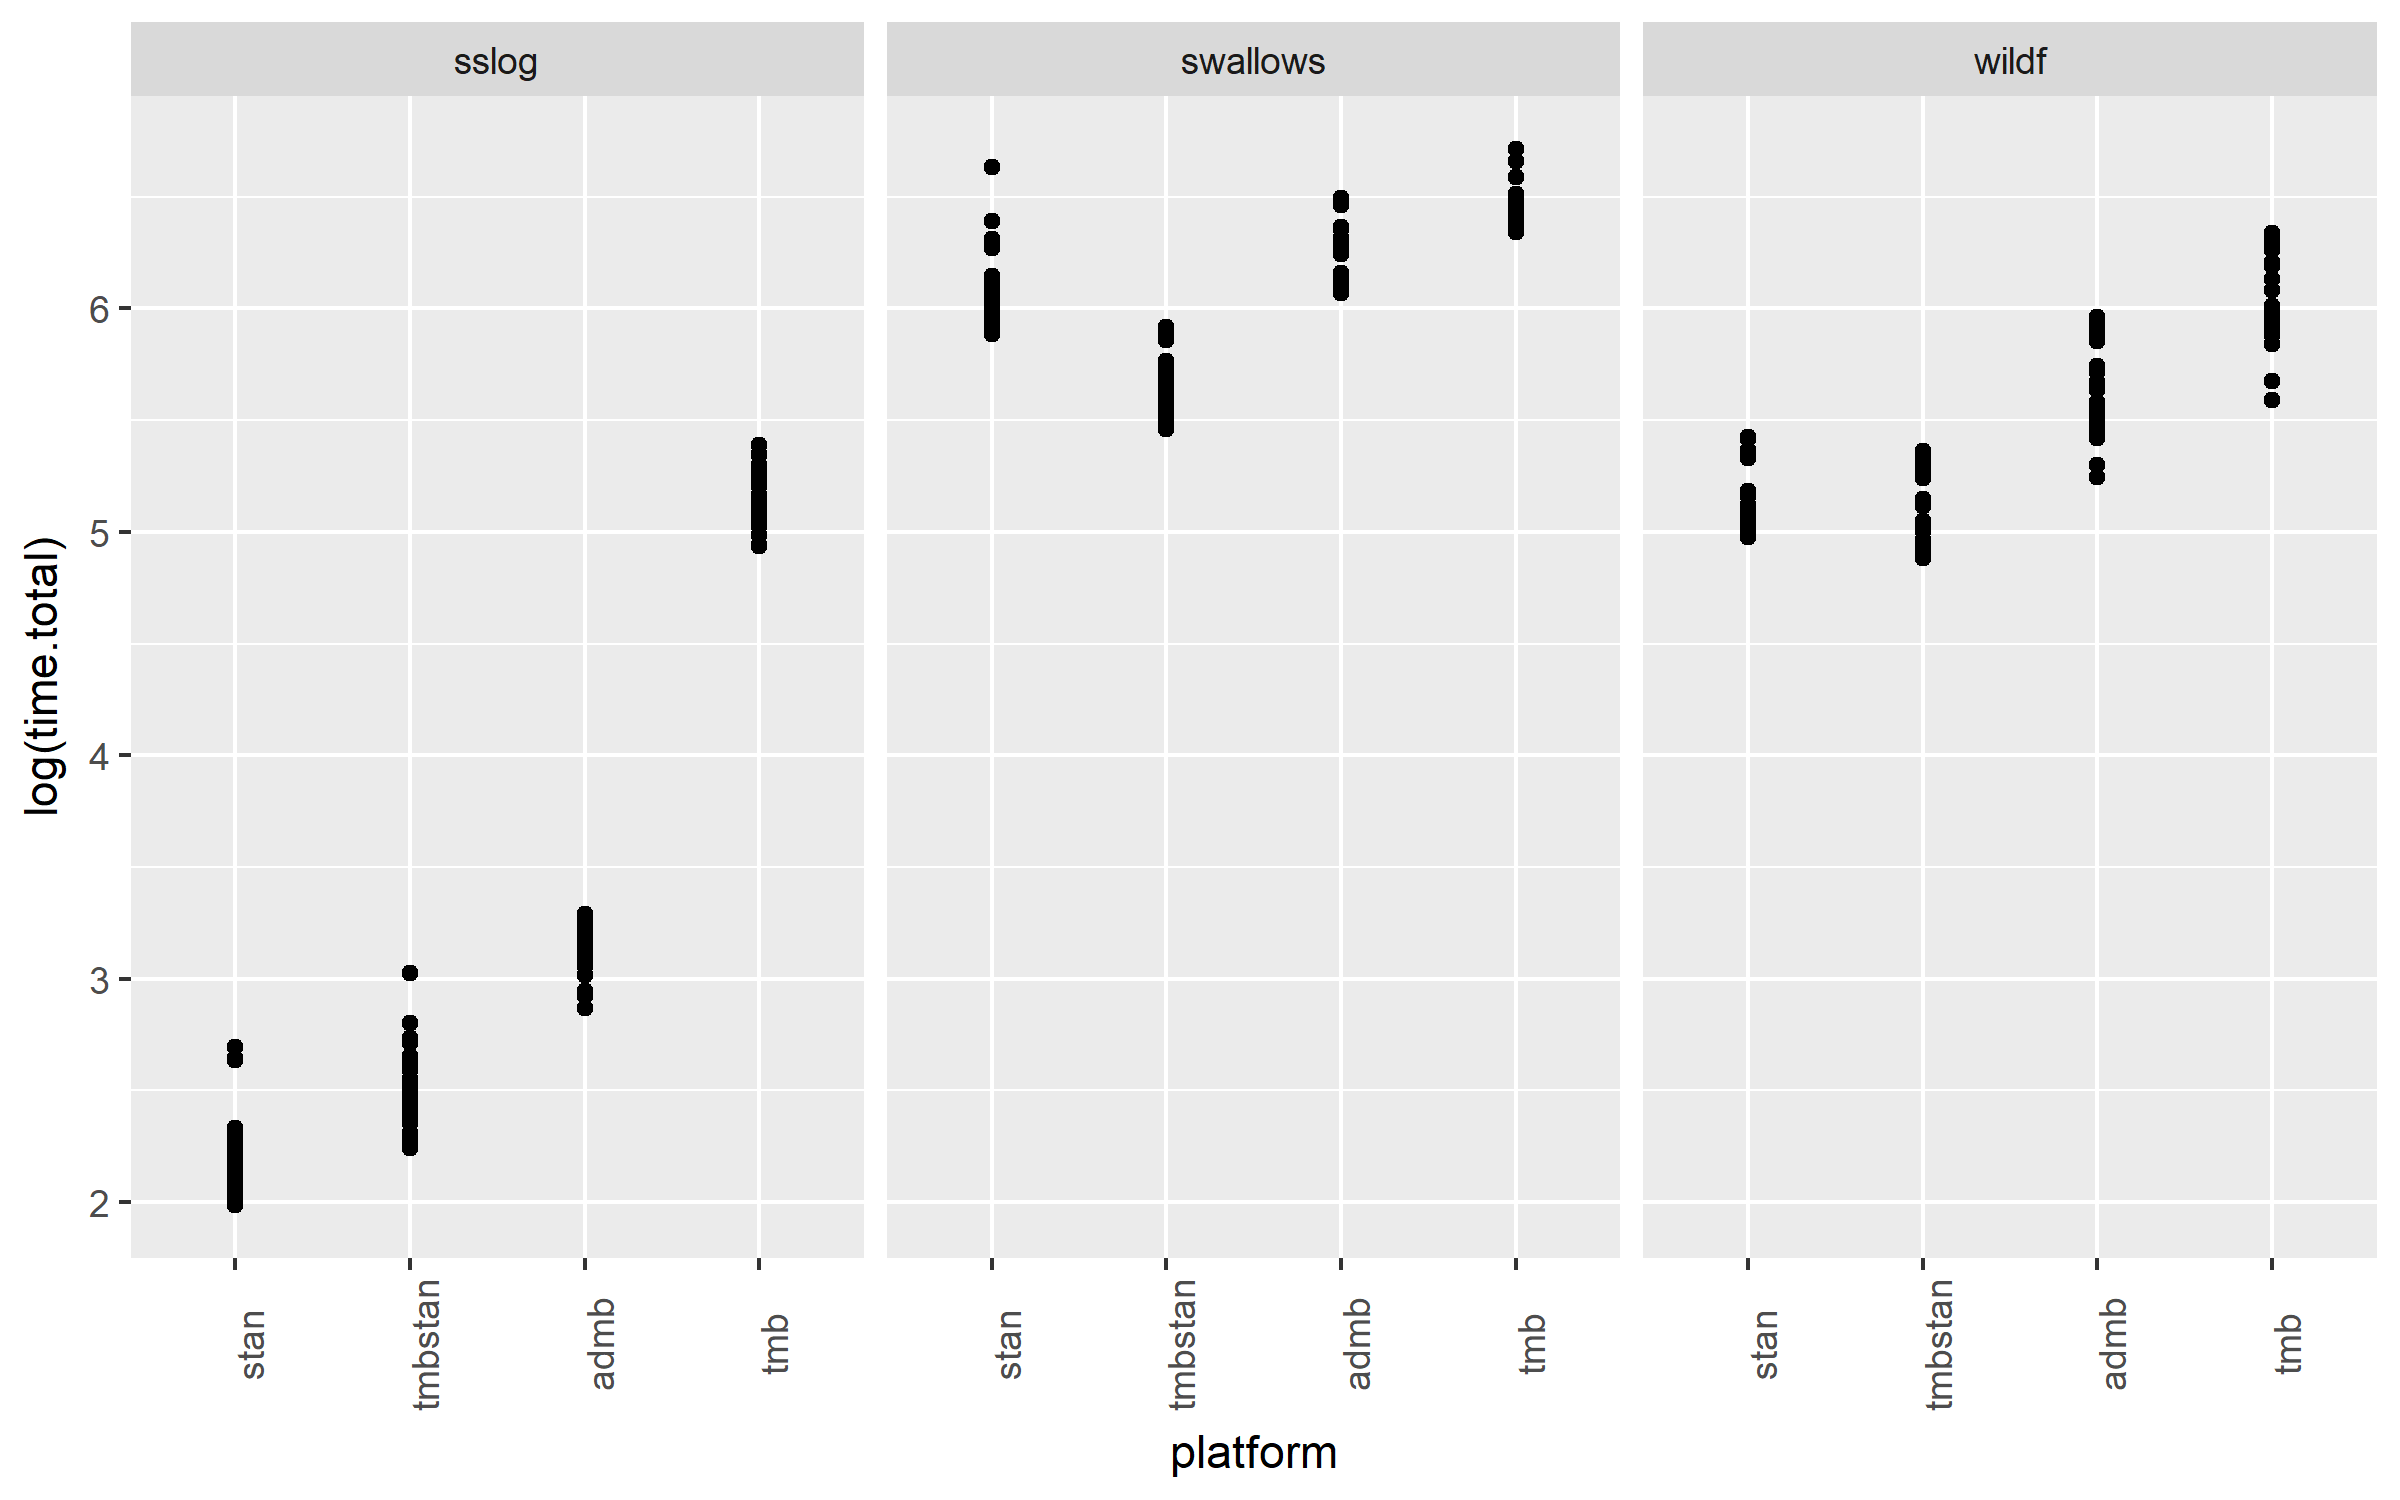 sslog
swallows
wildf
log(time.total)
6
5
4
3
2
stan
tmbstan
admb
tmb
stan
tmbstan
admb
tmb
stan
tmbstan
admb
tmb
platform